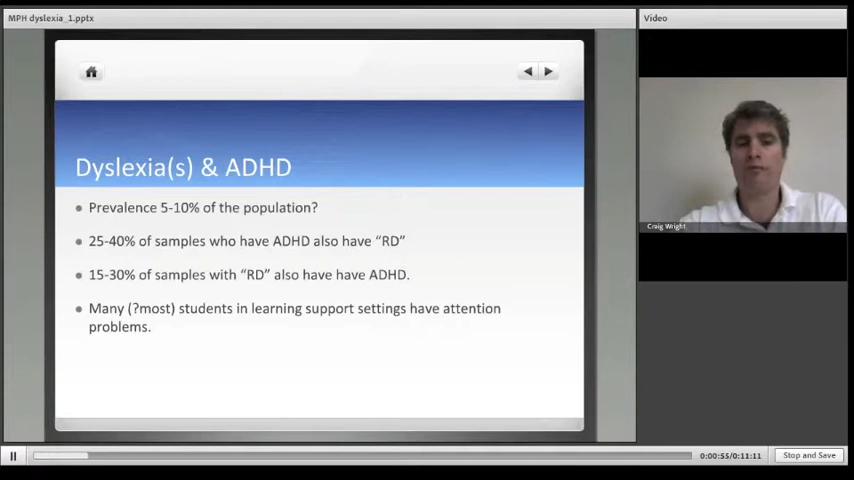 MPH dyslexia_1.pptx
Video
Dyslexia(s) & ADHD
Prevalence 5-10% of the population?
25-40% of samples who have ADHD also have “RD”
15-30% of samples with “RD” also have have ADHD.
Many (?most) students in learning support settings have attention
problems.
Craig Wright
0:00:55/0:11:11
Stop and Save